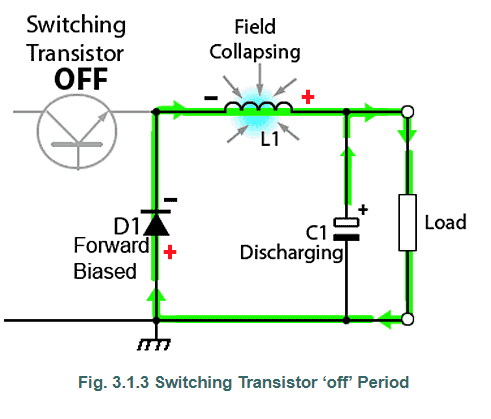 Switching
Transistor
OFF
Field
Collapsing
-
+
L1
-
D1
Forward
Biased
+
+
C1
Discharging
Load
Fig. 3.1.3 Switching Transistor ‘off’ Period